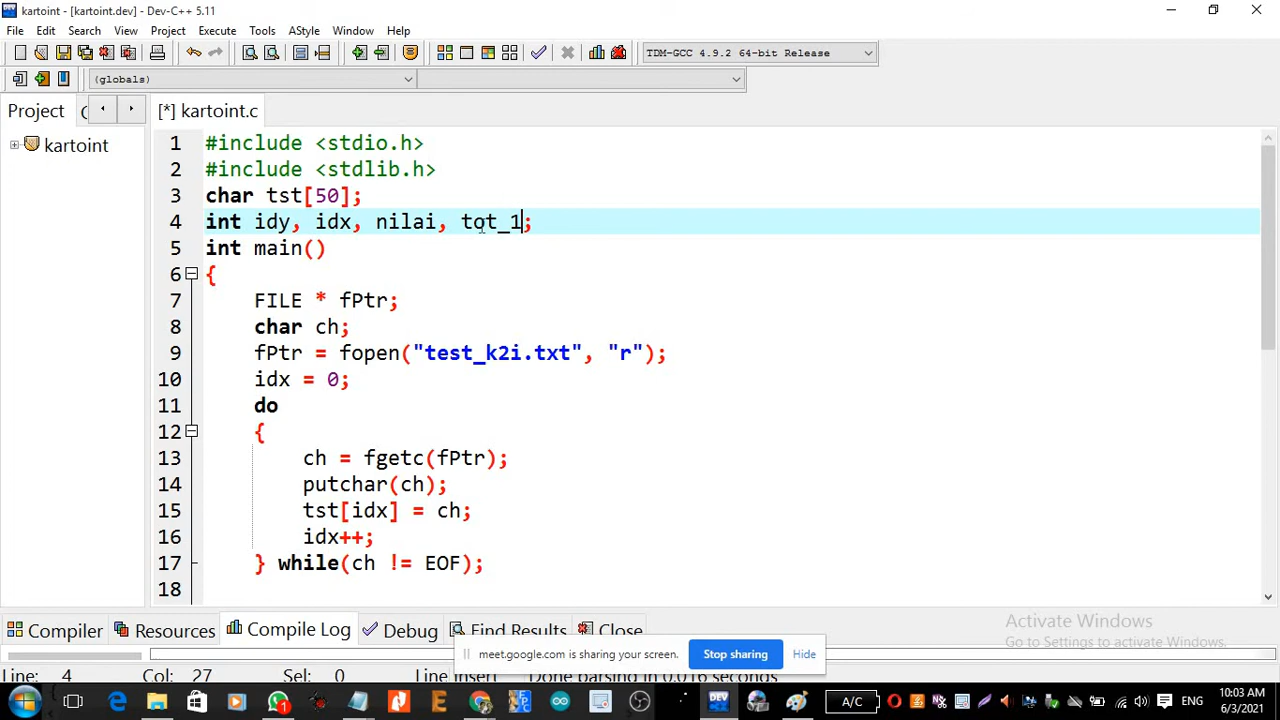 kartoint - [kartoint.dev] - Dev-C++ 5.11
File Edit Search View Project Execute Tools AStyle Window Help
TDM-GCC 4.9.2 64-bit Release
(globals)
Project
[*] kartoint.c
kartoint
1 #include <stdio.h>
2 #include <stdlib.h>
3 char tst[50];
4 int idy, idx, nilai, tot_1;
5 int main()
6 {
7 FILE * fPtr;
8 char ch;
9 fPtr = fopen("test_k2i.txt", "r");
10 idx = 0;
11 do
12 {
13 ch = fgetc(fPtr);
14 putchar(ch);
15 tst[idx] = ch;
16 idx++;
17 } while(ch != EOF);
18
Activate Windows
Go to Settings to activate Windows.
Compiler Resources Compile Log Debug Find Results Close
meet.google.com is sharing your screen. Stop sharing Hide
Line: 4 Col: 27 Sel: 0 Done parsing in 0.016 seconds
A/C ENG
10:03 AM
6/3/2021